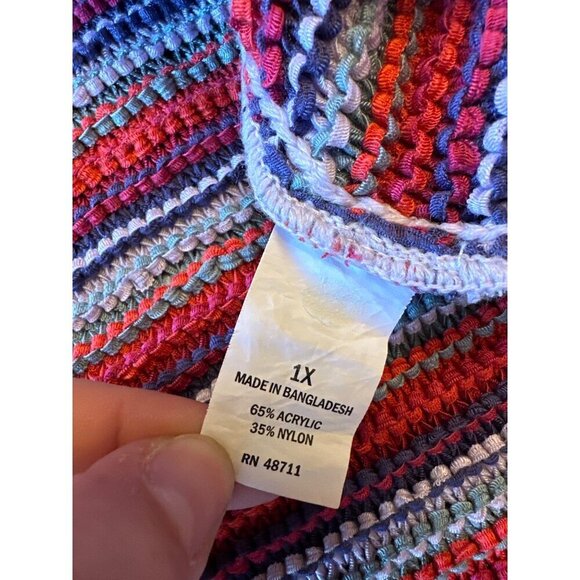 1X
MADE IN BANGLADESH
65% ACRYLIC
35% NYLON
RN 48711